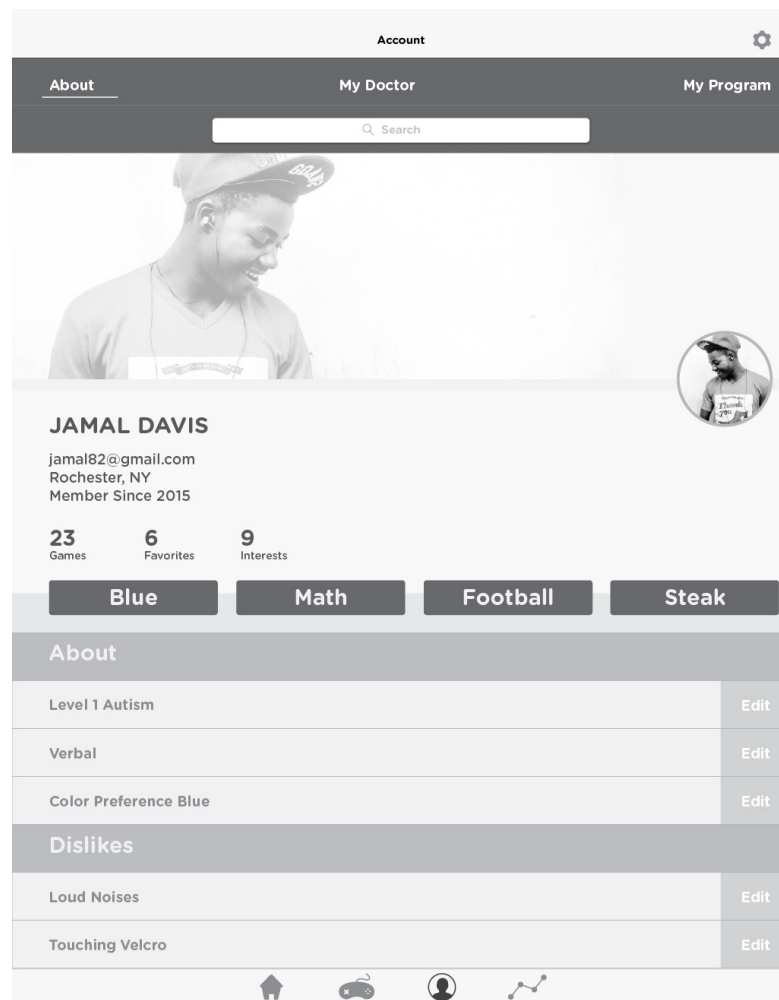 Account
About My Doctor My Program
Search
JAMAL DAVIS
jamal82@gmail.com
Rochester, NY
Member Since 2015
23 6 9
Games Favorites Interests
Blue Math Football Steak
About
Level 1 Autism Edit
Verbal Edit
Color Preference Blue Edit
Dislikes
Loud Noises Edit
Touching Velcro Edit